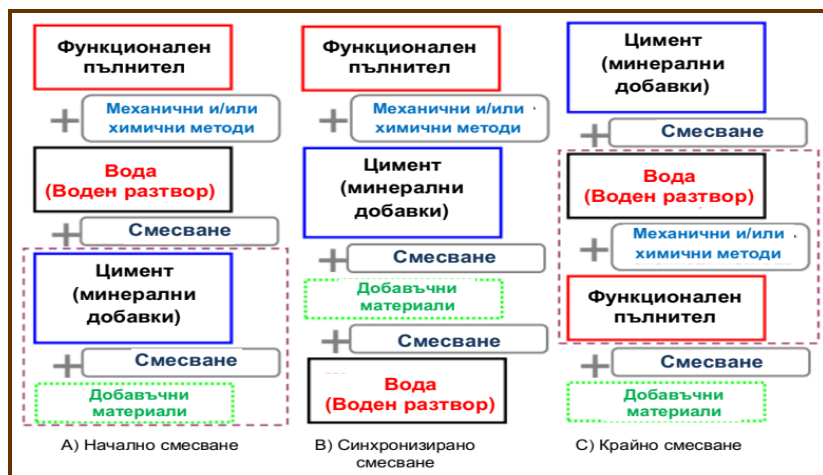 Функционален
пълнител
Механични и/или
химични методи
Вода
(Воден разтвор)
Смесване
Цимент
(минерални
добавки)
Смесване
Добавъчни
материали
А) Начално смесване
Функционален
пълнител
Механични и/или
химични методи
Цимент
(минерални
добавки)
Смесване
Добавъчни
материали
Смесване
Вода
(Воден разтвор)
В) Синхронизирано
смесване
Цимент
(минерални
добавки)
Смесване
Вода
(Воден разтвор)
Механични и/или
химични методи
Функционален
пълнител
Смесване
Добавъчни
материали
С) Крайно смесване